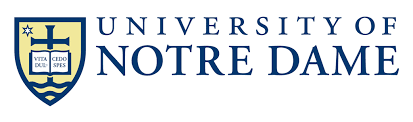 VITA CEDO
DUL- SPES
UNIVERSITY OF
NOTRE DAME